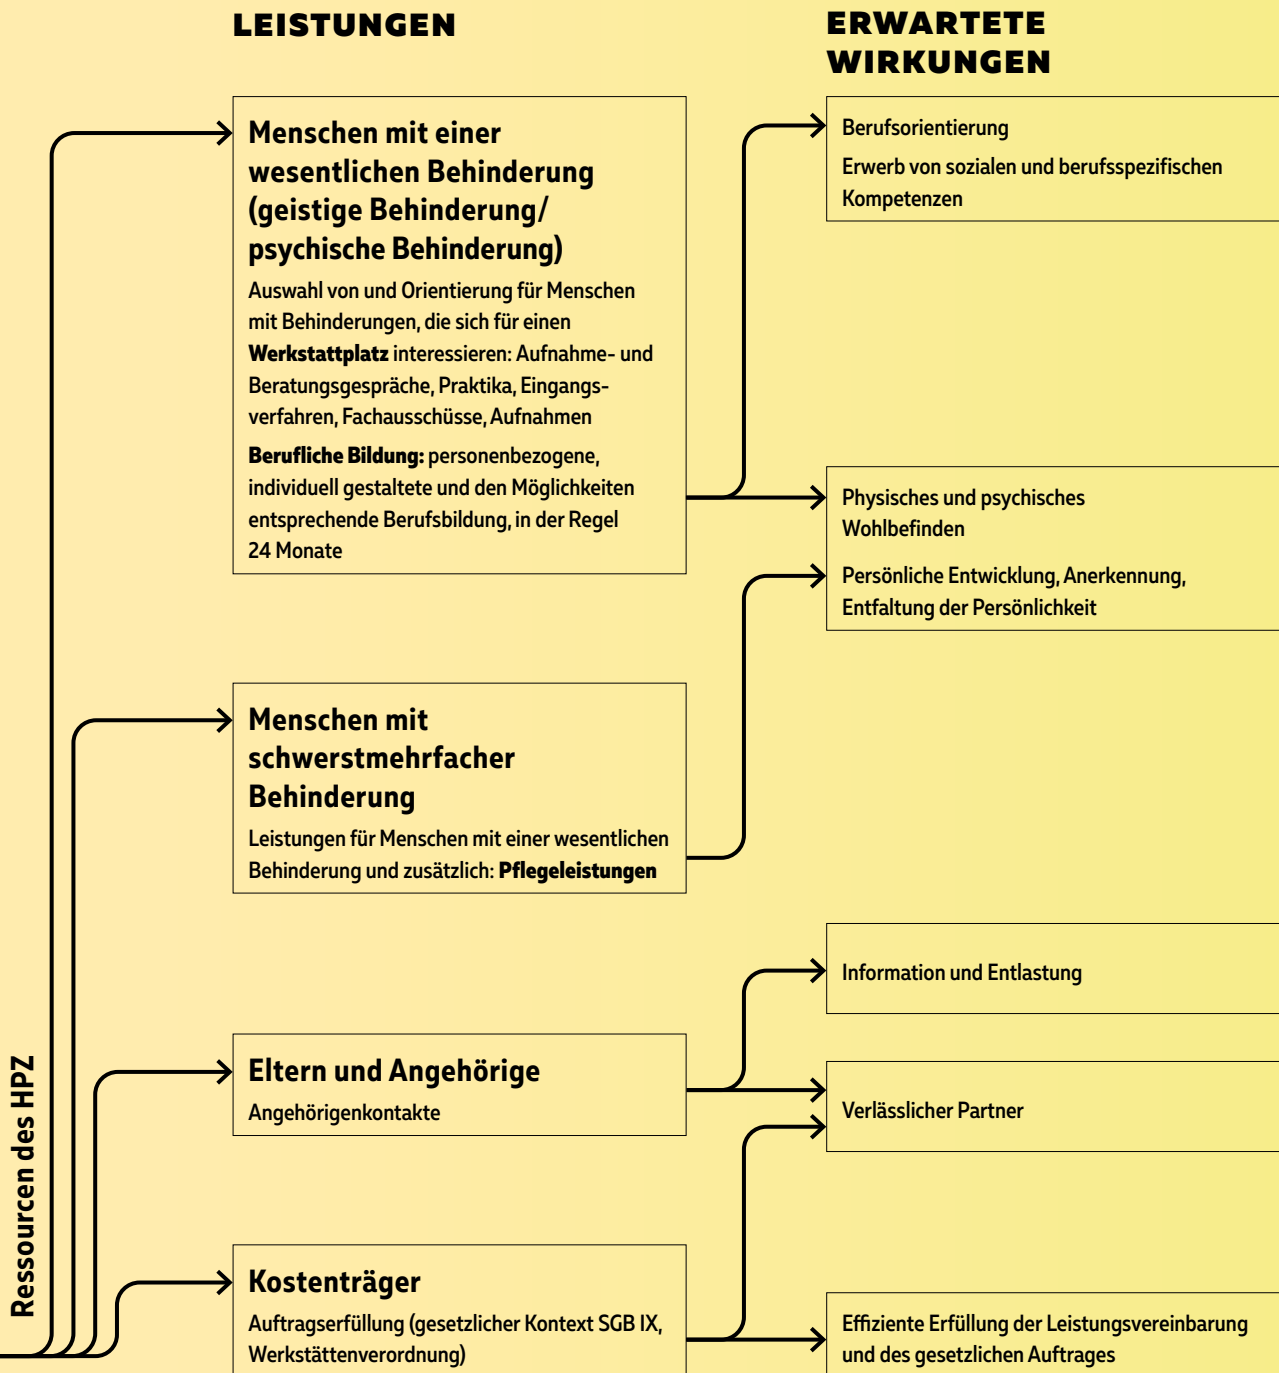 LEISTUNGEN
Menschen mit einer
wesentlichen Behinderung
(geistige Behinderung/
psychische Behinderung)
Auswahl von und Orientierung für Menschen
mit Behinderungen, die sich für einen
Werkstattplatz interessieren: Aufnahme- und
Beratungsgespräche, Praktika, Eingangs-
verfahren, Fachausschüsse, Aufnahmen
Berufliche Bildung: personenbezogene,
individuell gestaltete und den Möglichkeiten
entsprechende Berufsbildung, in der Regel
24 Monate
Menschen mit
schwerstmehrfacher
Behinderung
Leistungen für Menschen mit einer wesentlichen
Behinderung und zusätzlich: Pflegeleistungen
Eltern und Angehörige
Angehörigenkontakte
Kostenträger
Auftragserfüllung (gesetzlicher Kontext SGB IX,
Werkstättenverordnung)
ERWARTETE
WIRKUNGEN
Berufsorientierung
Erwerb von sozialen und berufsspezifischen
Kompetenzen
Physisches und psychisches
Wohlbefinden
Persönliche Entwicklung, Anerkennung,
Entfaltung der Persönlichkeit
Information und Entlastung
Verlässlicher Partner
Effiziente Erfüllung der Leistungsvereinbarung
und des gesetzlichen Auftrages
Ressourcen des HPZ